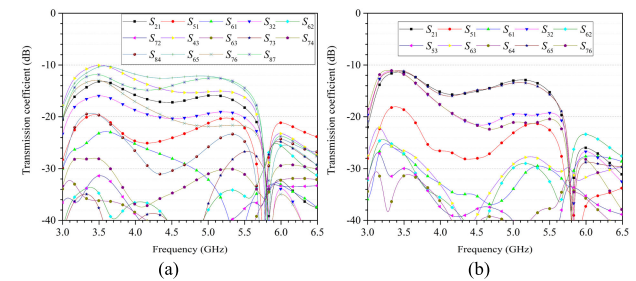 S21 S51 S61 S32 S62
S72 S43 S63 S73 S74
S84 S65 S76 S87
Transmission coefficient (dB)
0
-10
-20
-30
-40
3.0 3.5 4.0 4.5 5.0 5.5 6.0 6.5
Frequency (GHz)
(a)
S21 S51 S61 S32 S62
S53 S63 S64 S65 S76
Transmission coefficient (dB)
0
-10
-20
-30
-40
3.0 3.5 4.0 4.5 5.0 5.5 6.0 6.5
Frequency (GHz)
(b)